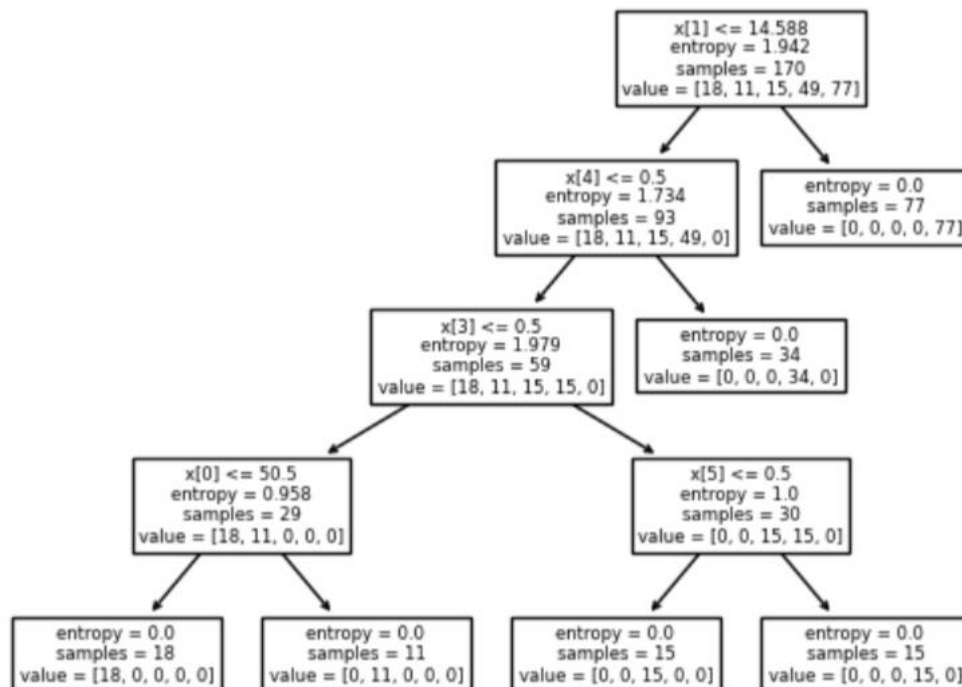 x[1] <= 14.588
entropy = 1.942
samples = 170
value = [18, 11, 15, 49, 77]
x[4] <= 0.5
entropy = 1.734
samples = 93
value = [18, 11, 15, 49, 0]
entropy = 0.0
samples = 77
value = [0, 0, 0, 0, 77]
x[3] <= 0.5
entropy = 1.979
samples = 59
value = [18, 11, 15, 15, 0]
entropy = 0.0
samples = 34
value = [0, 0, 0, 34, 0]
x[0] <= 50.5
entropy = 0.958
samples = 29
value = [18, 11, 0, 0, 0]
x[5] <= 0.5
entropy = 1.0
samples = 30
value = [0, 0, 15, 15, 0]
entropy = 0.0
samples = 18
value = [18, 0, 0, 0, 0]
entropy = 0.0
samples = 11
value = [0, 11, 0, 0, 0]
entropy = 0.0
samples = 15
value = [0, 0, 15, 0, 0]
entropy = 0.0
samples = 15
value = [0, 0, 0, 15, 0]